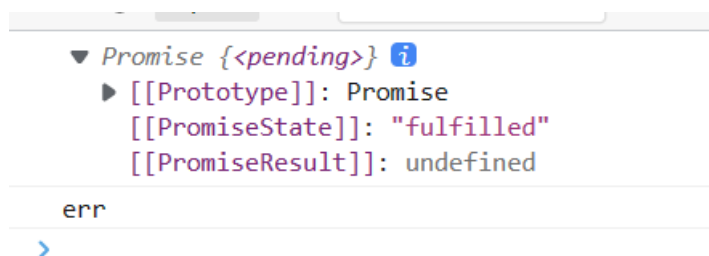 Promise {<pending>} i
[[Prototype]]: Promise
[[PromiseState]]: "fulfilled"
[[PromiseResult]]: undefined
err